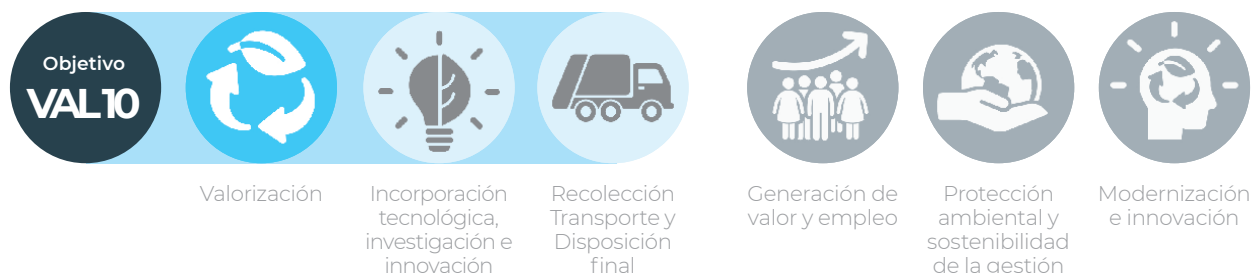 Objetivo
VAL10
Valorización
Incorporación
tecnológica,
investigación e
innovación
Recolección
Transporte y
Disposición
final
Generación de
valor y empleo
Protección
ambiental y
sostenibilidad
de la gestión
Modernización
e innovación